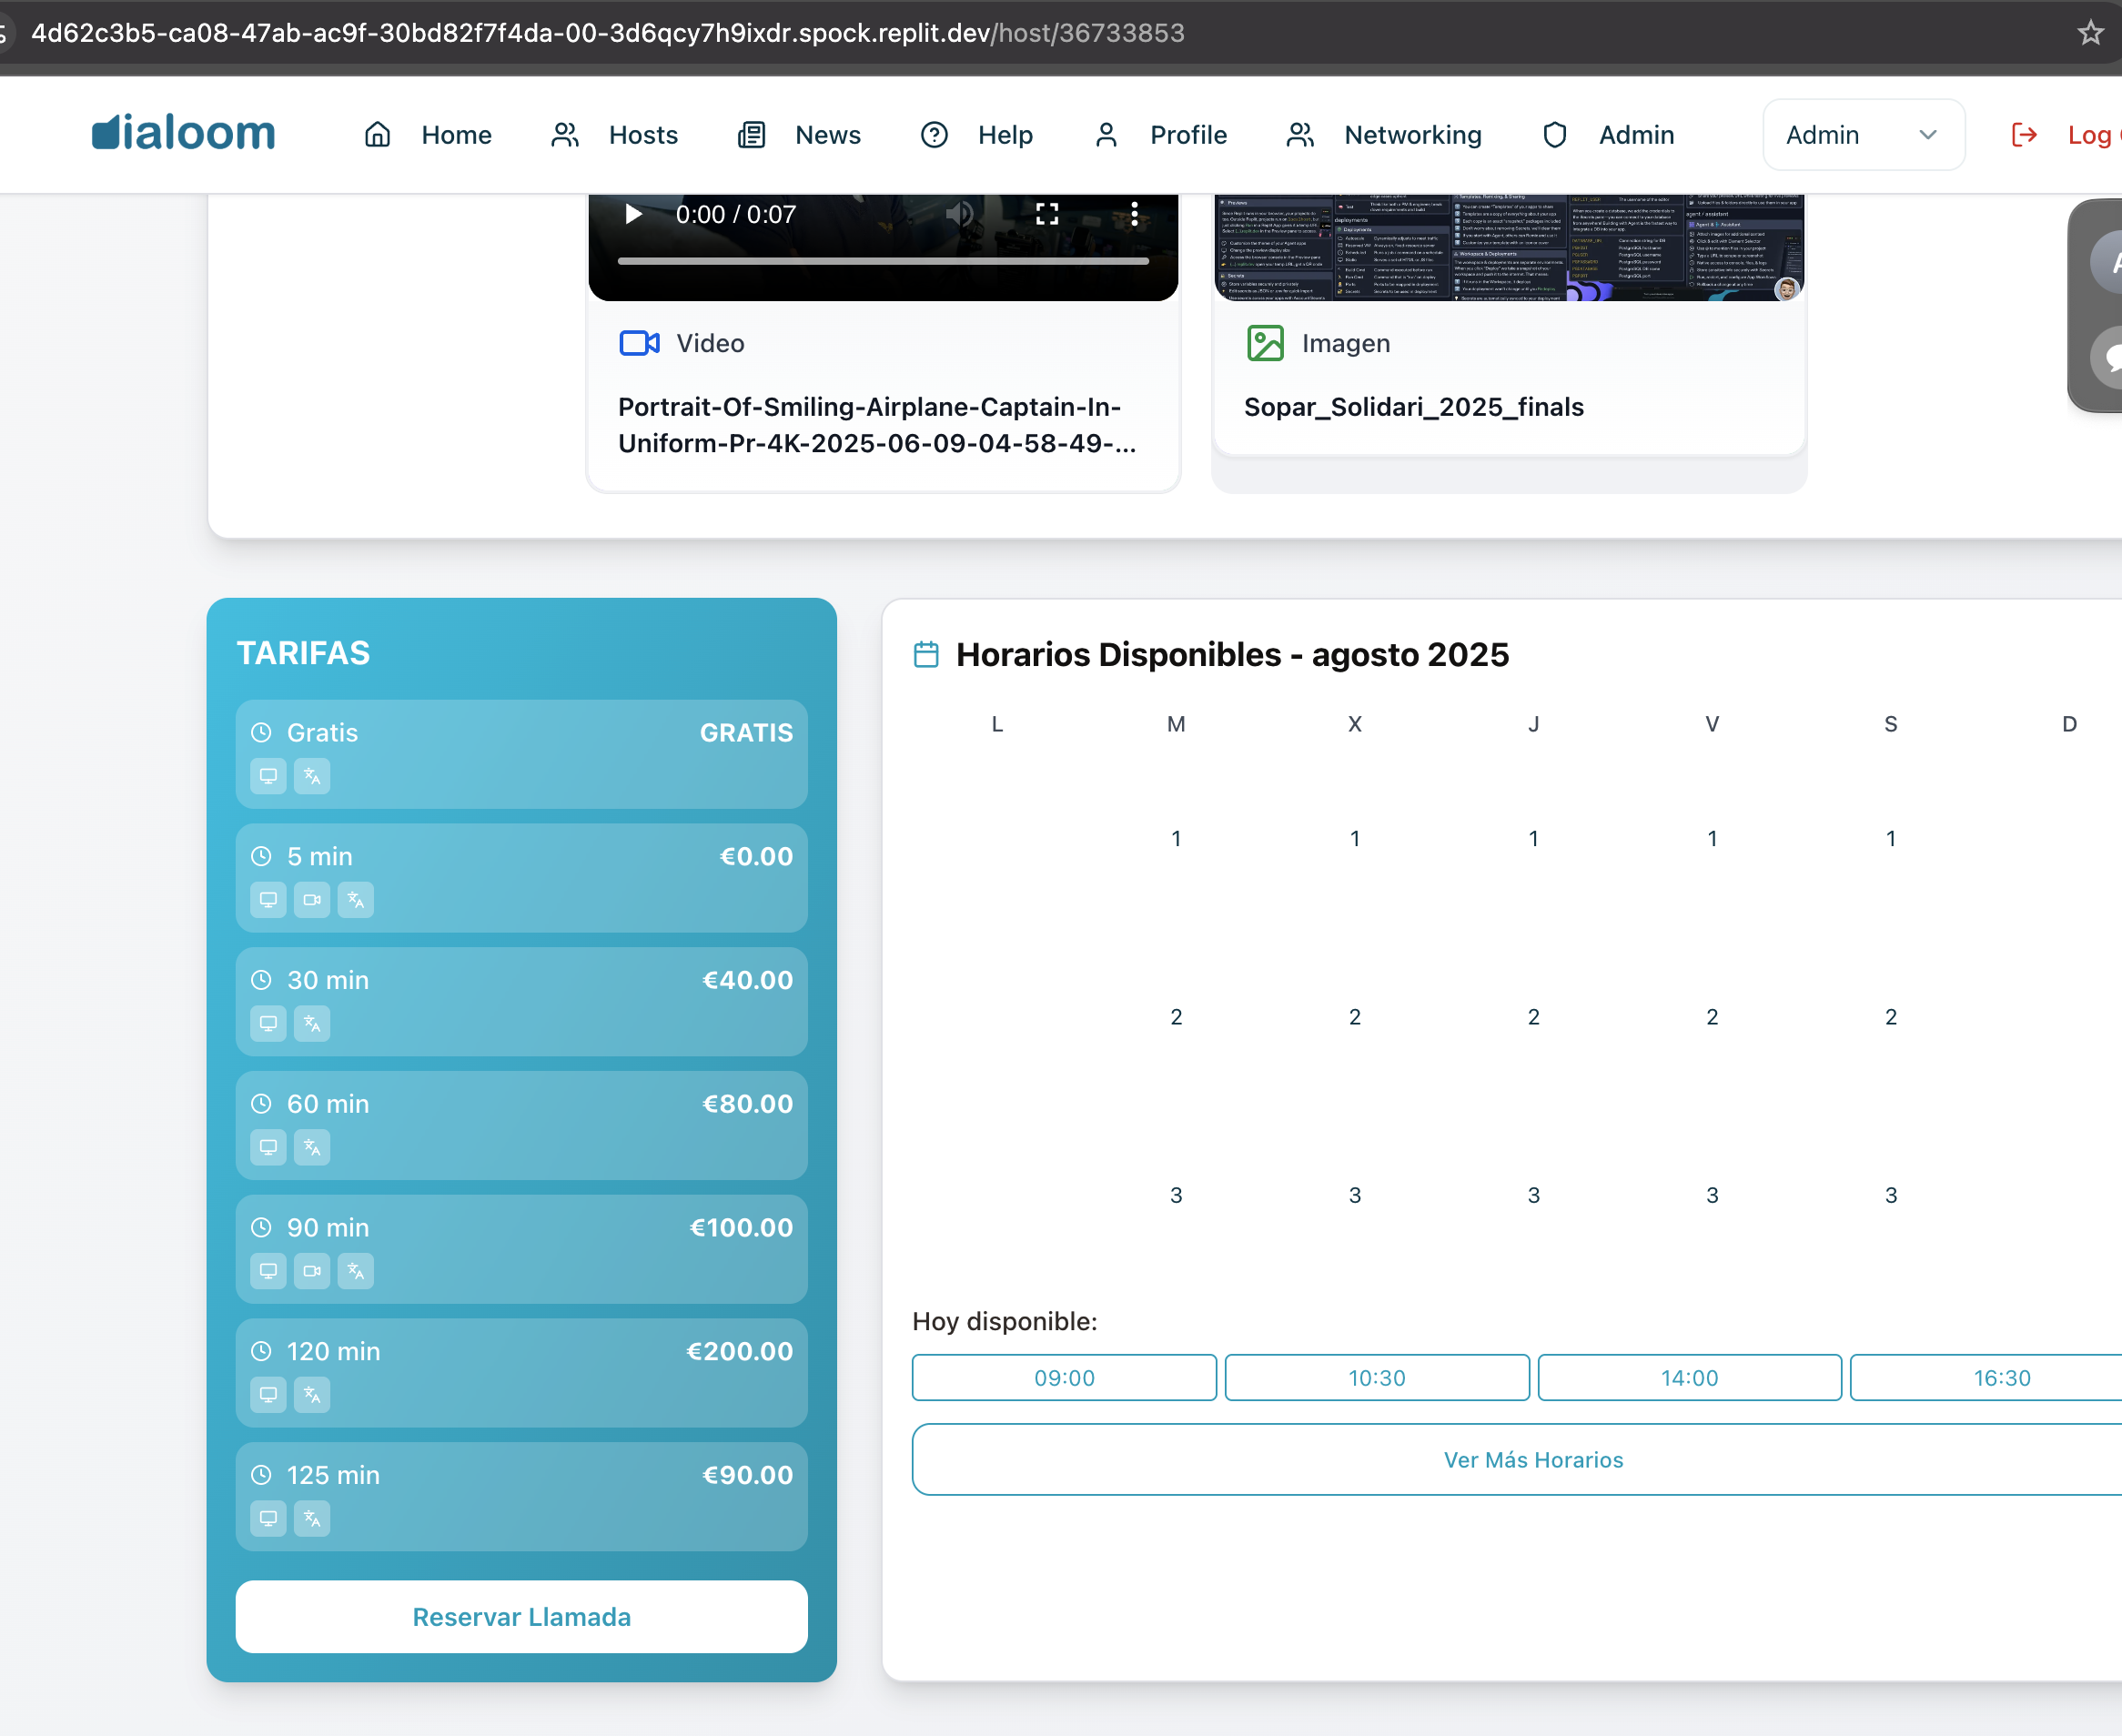 4d62c3b5-ca08-47ab-ac9f-30bd82f7f4da-00-3d6qcy7h9ixdr.spock.replit.dev/host/36733853
dialoom
Home
Hosts
News
Help
Profile
Networking
Admin
Admin
Log
0:00 / 0:07
Video
Portrait-Of-Smiling-Airplane-Captain-In-
Uniform-Pr-4K-2025-06-09-04-58-49-...
Imagen
Sopar_Solidari_2025_finals
TARIFAS
Gratis GRATIS
5 min €0.00
30 min €40.00
60 min €80.00
90 min €100.00
120 min €200.00
125 min €90.00
Reservar Llamada
Horarios Disponibles - agosto 2025
L M X J V S D
1 1 1 1 1
2 2 2 2 2
3 3 3 3 3
Hoy disponible:
09:00 10:30 14:00 16:30
Ver Más Horarios